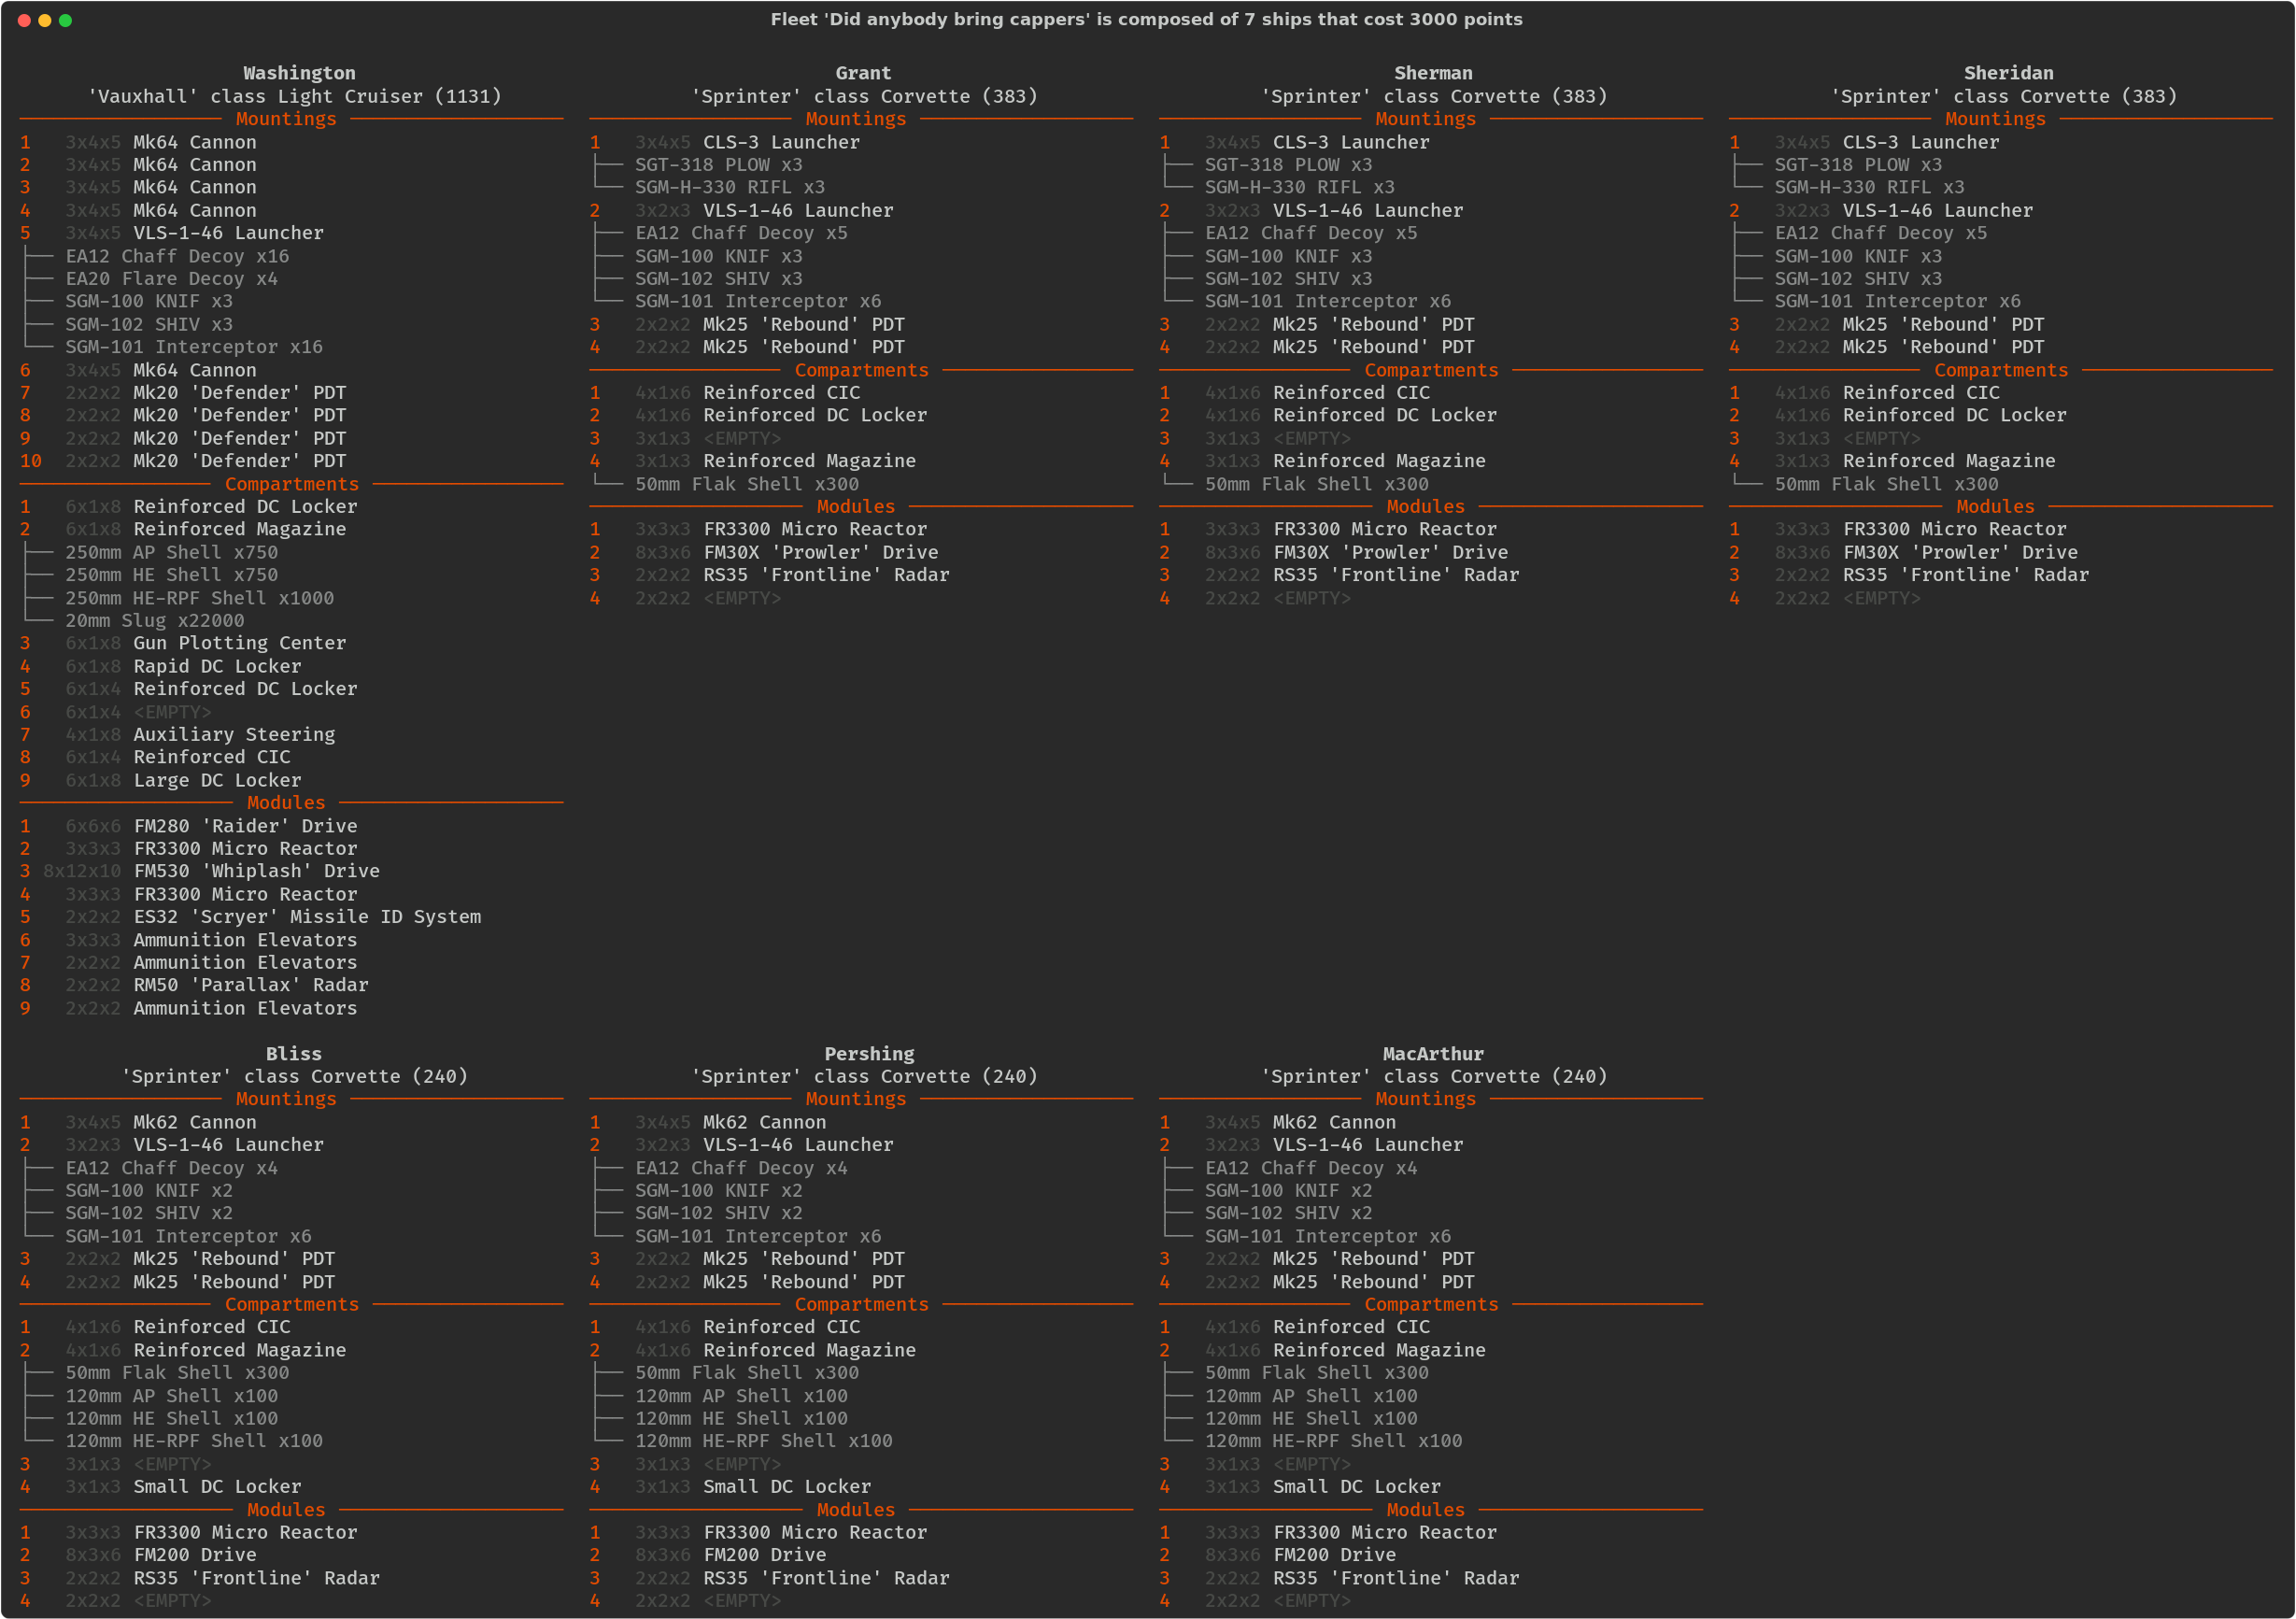 Fleet 'Did anybody bring cappers' is composed of 7 ships that cost 3000 points
Washington
'Vauxhall' class Light Cruiser (1131)
Mountings
1 3x4x5 Mk64 Cannon
2 3x4x5 Mk64 Cannon
3 3x4x5 Mk64 Cannon
4 3x4x5 Mk64 Cannon
5 3x4x5 VLS-1-46 Launcher
EA12 Chaff Decoy x16
EA20 Flare Decoy x4
SGM-100 KNIF x3
SGM-102 SHIV x3
SGM-101 Interceptor x16
6 3x4x5 Mk64 Cannon
7 2x2x2 Mk20 'Defender' PDT
8 2x2x2 Mk20 'Defender' PDT
9 2x2x2 Mk20 'Defender' PDT
10 2x2x2 Mk20 'Defender' PDT
Compartments
1 6x1x8 Reinforced DC Locker
2 6x1x8 Reinforced Magazine
250mm AP Shell x750
250mm HE Shell x750
250mm HE-RPF Shell x1000
20mm Slug x22000
3 6x1x8 Gun Plotting Center
4 6x1x8 Rapid DC Locker
5 6x1x4 Reinforced DC Locker
6 6x1x4 <EMPTY>
7 4x1x8 Auxiliary Steering
8 6x1x4 Reinforced CIC
9 6x1x8 Large DC Locker
Modules
1 6x6x6 FM280 'Raider' Drive
2 3x3x3 FR3300 Micro Reactor
3 8x12x10 FM530 'Whiplash' Drive
4 3x3x3 FR3300 Micro Reactor
5 2x2x2 ES32 'Scryer' Missile ID System
6 3x3x3 Ammunition Elevators
7 2x2x2 Ammunition Elevators
8 2x2x2 RM50 'Parallax' Radar
9 2x2x2 Ammunition Elevators
Grant
'Sprinter' class Corvette (383)
Mountings
1 3x4x5 CLS-3 Launcher
SGT-318 PLOW x3
SGM-H-330 RIFL x3
2 3x2x3 VLS-1-46 Launcher
EA12 Chaff Decoy x5
SGM-100 KNIF x3
SGM-102 SHIV x3
SGM-101 Interceptor x6
3 2x2x2 Mk25 'Rebound' PDT
4 2x2x2 Mk25 'Rebound' PDT
Compartments
1 4x1x6 Reinforced CIC
2 4x1x6 Reinforced DC Locker
3 3x1x3 <EMPTY>
4 3x1x3 Reinforced Magazine
50mm Flak Shell x300
Modules
1 3x3x3 FR3300 Micro Reactor
2 8x3x6 FM30X 'Prowler' Drive
3 2x2x2 RS35 'Frontline' Radar
4 2x2x2 <EMPTY>
Sherman
'Sprinter' class Corvette (383)
Mountings
1 3x4x5 CLS-3 Launcher
SGT-318 PLOW x3
SGM-H-330 RIFL x3
2 3x2x3 VLS-1-46 Launcher
EA12 Chaff Decoy x5
SGM-100 KNIF x3
SGM-102 SHIV x3
SGM-101 Interceptor x6
3 2x2x2 Mk25 'Rebound' PDT
4 2x2x2 Mk25 'Rebound' PDT
Compartments
1 4x1x6 Reinforced CIC
2 4x1x6 Reinforced DC Locker
3 3x1x3 <EMPTY>
4 3x1x3 Reinforced Magazine
50mm Flak Shell x300
Modules
1 3x3x3 FR3300 Micro Reactor
2 8x3x6 FM30X 'Prowler' Drive
3 2x2x2 RS35 'Frontline' Radar
4 2x2x2 <EMPTY>
Sheridan
'Sprinter' class Corvette (383)
Mountings
1 3x4x5 CLS-3 Launcher
SGT-318 PLOW x3
SGM-H-330 RIFL x3
2 3x2x3 VLS-1-46 Launcher
EA12 Chaff Decoy x5
SGM-100 KNIF x3
SGM-102 SHIV x3
SGM-101 Interceptor x6
3 2x2x2 Mk25 'Rebound' PDT
4 2x2x2 Mk25 'Rebound' PDT
Compartments
1 4x1x6 Reinforced CIC
2 4x1x6 Reinforced DC Locker
3 3x1x3 <EMPTY>
4 3x1x3 Reinforced Magazine
50mm Flak Shell x300
Modules
1 3x3x3 FR3300 Micro Reactor
2 8x3x6 FM30X 'Prowler' Drive
3 2x2x2 RS35 'Frontline' Radar
4 2x2x2 <EMPTY>
Bliss
'Sprinter' class Corvette (240)
Mountings
1 3x4x5 Mk62 Cannon
2 3x2x3 VLS-1-46 Launcher
EA12 Chaff Decoy x4
SGM-100 KNIF x2
SGM-102 SHIV x2
SGM-101 Interceptor x6
3 2x2x2 Mk25 'Rebound' PDT
4 2x2x2 Mk25 'Rebound' PDT
Compartments
1 4x1x6 Reinforced CIC
2 4x1x6 Reinforced Magazine
50mm Flak Shell x300
120mm AP Shell x100
120mm HE Shell x100
120mm HE-RPF Shell x100
3 3x1x3 <EMPTY>
4 3x1x3 Small DC Locker
Modules
1 3x3x3 FR3300 Micro Reactor
2 8x3x6 FM200 Drive
3 2x2x2 RS35 'Frontline' Radar
4 2x2x2 <EMPTY>
Pershing
'Sprinter' class Corvette (240)
Mountings
1 3x4x5 Mk62 Cannon
2 3x2x3 VLS-1-46 Launcher
EA12 Chaff Decoy x4
SGM-100 KNIF x2
SGM-102 SHIV x2
SGM-101 Interceptor x6
3 2x2x2 Mk25 'Rebound' PDT
4 2x2x2 Mk25 'Rebound' PDT
Compartments
1 4x1x6 Reinforced CIC
2 4x1x6 Reinforced Magazine
50mm Flak Shell x300
120mm AP Shell x100
120mm HE Shell x100
120mm HE-RPF Shell x100
3 3x1x3 <EMPTY>
4 3x1x3 Small DC Locker
Modules
1 3x3x3 FR3300 Micro Reactor
2 8x3x6 FM200 Drive
3 2x2x2 RS35 'Frontline' Radar
4 2x2x2 <EMPTY>
MacArthur
'Sprinter' class Corvette (240)
Mountings
1 3x4x5 Mk62 Cannon
2 3x2x3 VLS-1-46 Launcher
EA12 Chaff Decoy x4
SGM-100 KNIF x2
SGM-102 SHIV x2
SGM-101 Interceptor x6
3 2x2x2 Mk25 'Rebound' PDT
4 2x2x2 Mk25 'Rebound' PDT
Compartments
1 4x1x6 Reinforced CIC
2 4x1x6 Reinforced Magazine
50mm Flak Shell x300
120mm AP Shell x100
120mm HE Shell x100
120mm HE-RPF Shell x100
3 3x1x3 <EMPTY>
4 3x1x3 Small DC Locker
Modules
1 3x3x3 FR3300 Micro Reactor
2 8x3x6 FM200 Drive
3 2x2x2 RS35 'Frontline' Radar
4 2x2x2 <EMPTY>